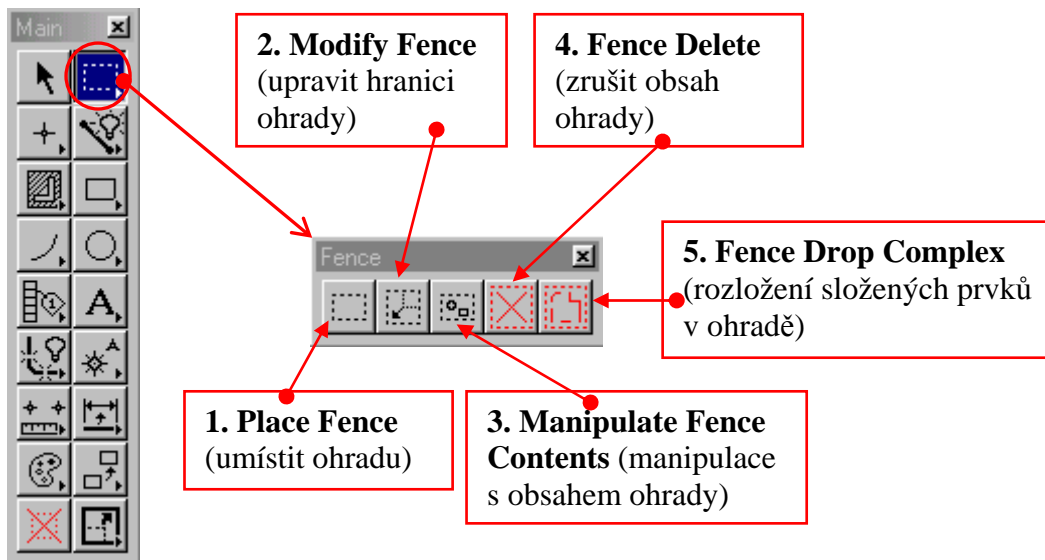 Main
2. Modify Fence
(upravit hranici
ohrady)
4. Fence Delete
(zrušit obsah
ohrady)
Fence
5. Fence Drop Complex
(rozložení složených prvků
v ohradě)
1. Place Fence
(umístit ohradu)
3. Manipulate Fence
Contents (manipulace
s obsahem ohrady)
1
A
A